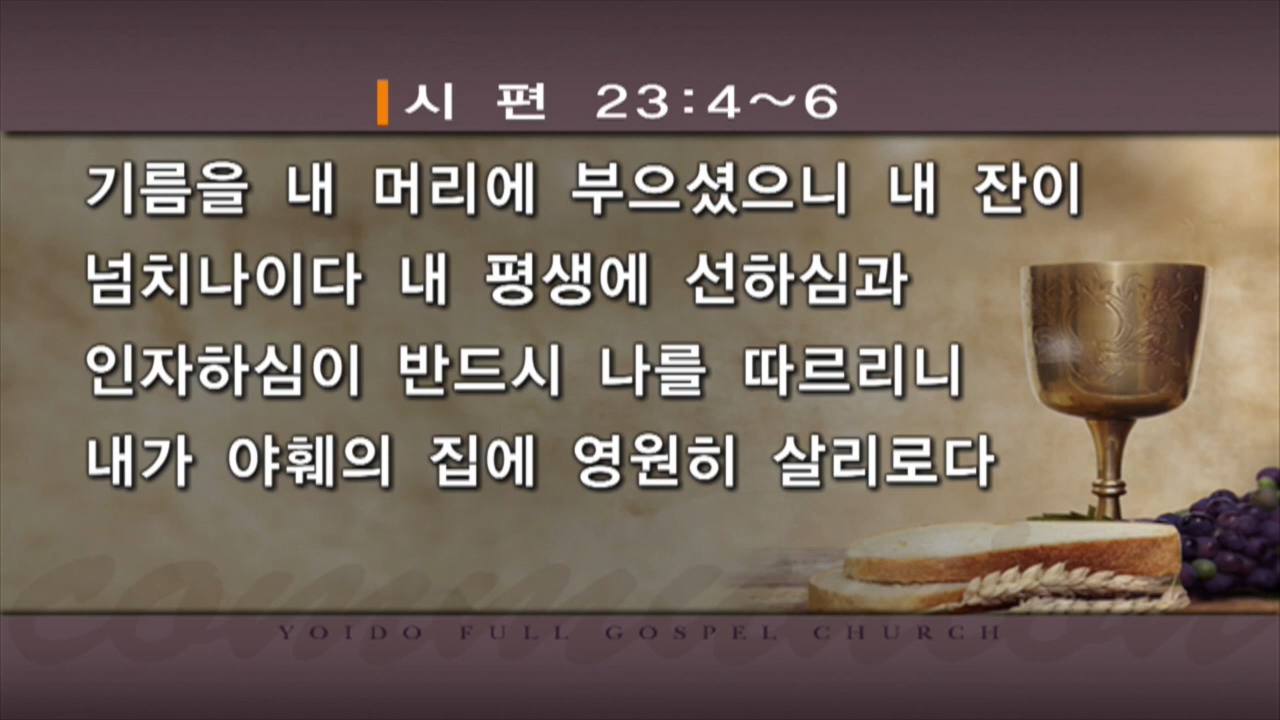 시 편 23:4~6
기름을 내 머리에 부으셨으니 내 잔이
넘치나이다 내 평생에 선하심과
인자하심이 반드시 나를 따르리니
내가 야훼의 집에 영원히 살리로다
communion
YOIDO FULL GOSPEL CHURCH